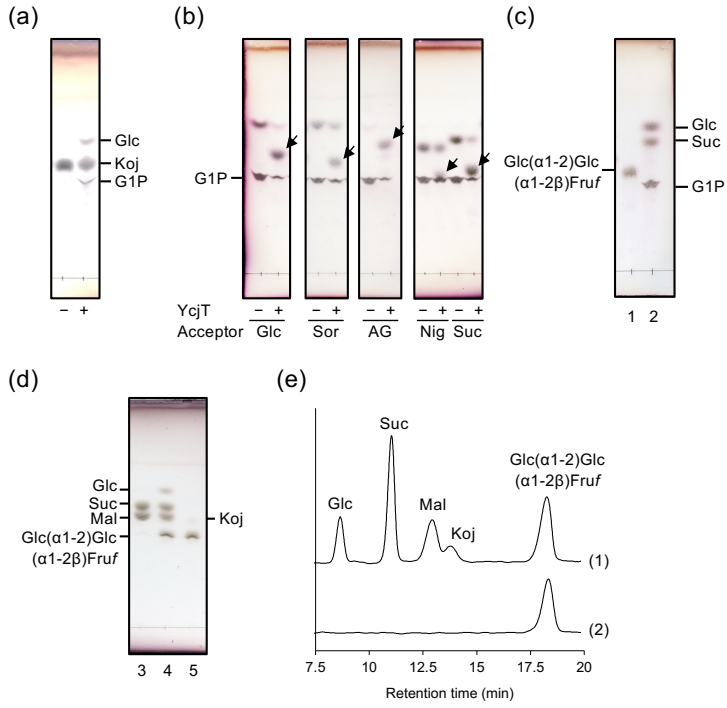 (a)
(b)
(c)
Glc
Koj
G1P
− +
G1P
YcjT − + − + − + − + − +
Acceptor Glc Sor AG Nig Suc
Glc
Suc
Glc(α1-2)Glc
(α1-2β)Fruf
G1P
1 2
(d)
(e)
Glc
Suc
Mal
Koj
Glc(α1-2)Glc
(α1-2β)Fruf
3 4 5
Suc
Glc(α1-2)Glc
(α1-2β)Fruf
Glc
Mal
Koj
(1)
(2)
7.5 10 12.5 15 17.5 20
Retention time (min)